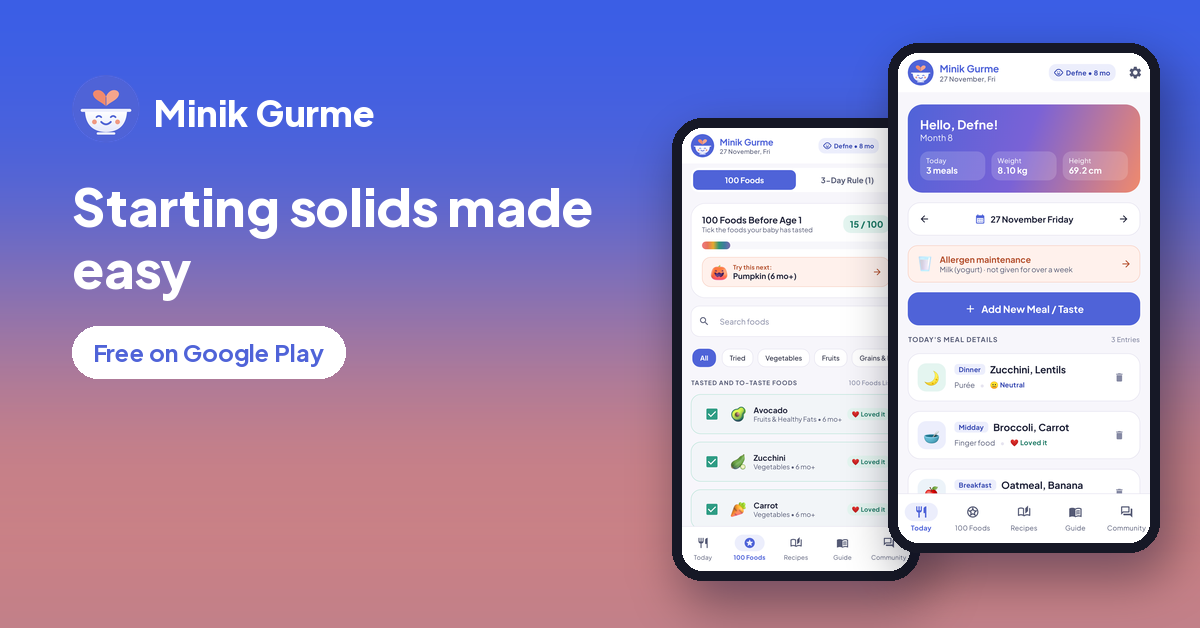 Minik Gurme
Starting solids made
easy
Free on Google Play
Minik Gurme
27 November, Fri
Defne • 8 mo
100 Foods
3-Day Rule (1)
100 Foods Before Age 1
Tick the foods your baby has tasted
15 / 100
Try this next:
Pumpkin (6 mo+)
Search foods
All
Tried
Vegetables
Fruits
Grains &
TASTED AND TO-TASTE FOODS
100 Foods
Avocado
Fruits & Healthy Fats • 6 mo+
Loved it
Zucchini
Vegetables • 6 mo+
Loved it
Carrot
Vegetables • 6 mo+
Loved it
Today
100 Foods
Recipes
Guide
Community
Minik Gurme
27 November, Fri
Defne • 8 mo
Hello, Defne!
Month 8
Today
3 meals
Weight
8.10 kg
Height
69.2 cm
27 November Friday
Allergen maintenance
Milk (yogurt) · not given for over a week
+ Add New Meal / Taste
TODAY'S MEAL DETAILS
3 Entries
Dinner
Zucchini, Lentils
Purée
Neutral
Midday
Broccoli, Carrot
Finger food
Loved it
Breakfast
Oatmeal, Banana
Today
100 Foods
Recipes
Guide
Community